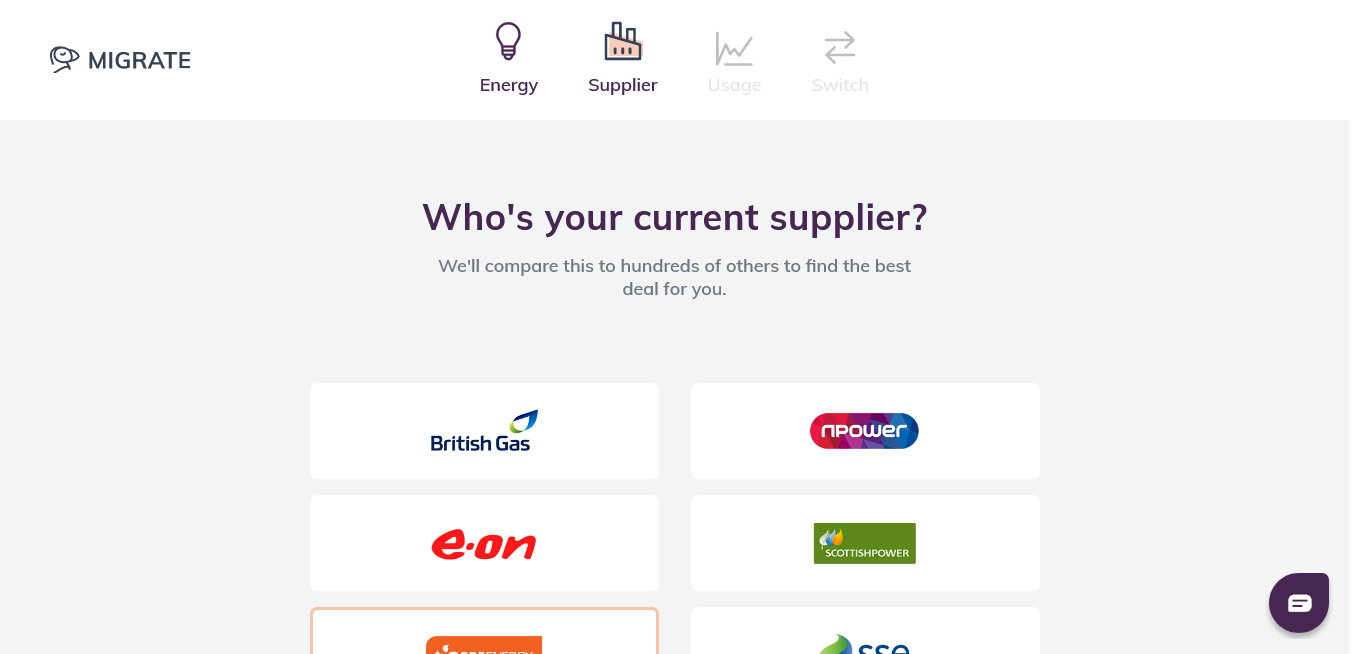 MIGRATE
Energy
Supplier
Usage
Switch
Who's your current supplier?
We'll compare this to hundreds of others to find the best
deal for you.
British Gas
npower
e·on
SCOTTISHPOWER
sse